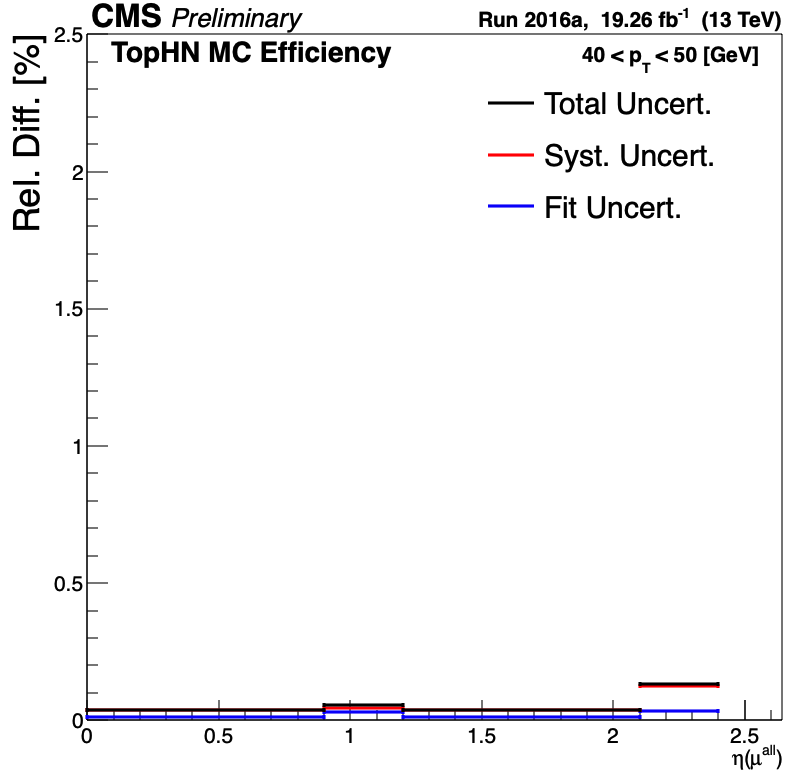 CMS Preliminary
Run 2016a, 19.26 fb⁻¹ (13 TeV)
TopHN MC Efficiency
40 < p_T < 50 [GeV]
Total Uncert.
Syst. Uncert.
Fit Uncert.
Rel. Diff. [%]
2.5
2
1.5
1
0.5
0
0 0.5 1 1.5 2 2.5
η(μ^all)